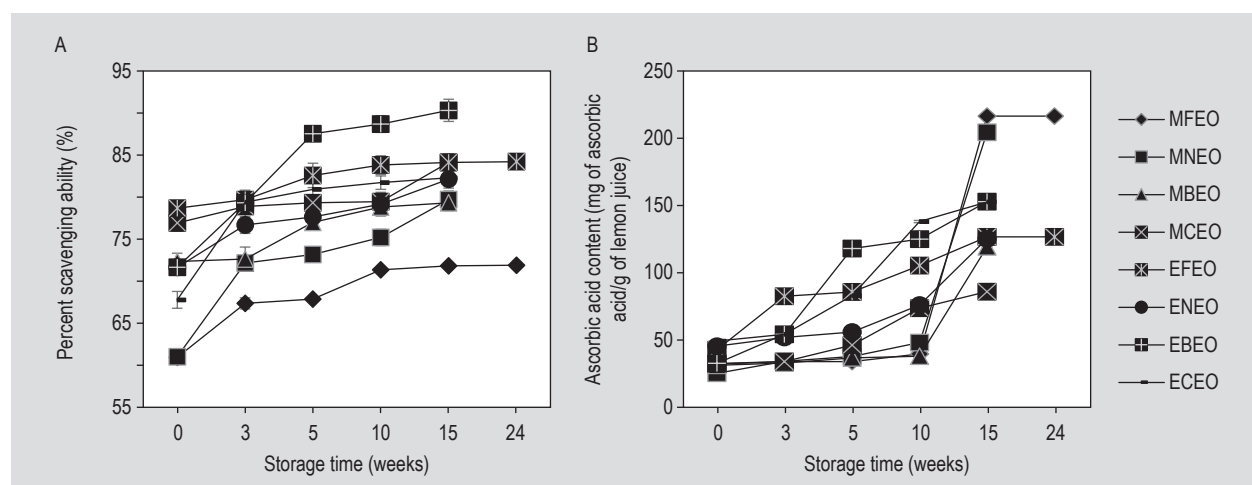 A
Percent scavenging ability (%)
95
85
75
65
55
0 3 5 10 15 24
Storage time (weeks)
B
Ascorbic acid content (mg of ascorbic
acid/g of lemon juice)
250
200
150
100
50
0
0 3 5 10 15 24
Storage time (weeks)
MFEO
MNEO
MBEO
MCEO
EFEO
ENEO
EBEO
ECEO